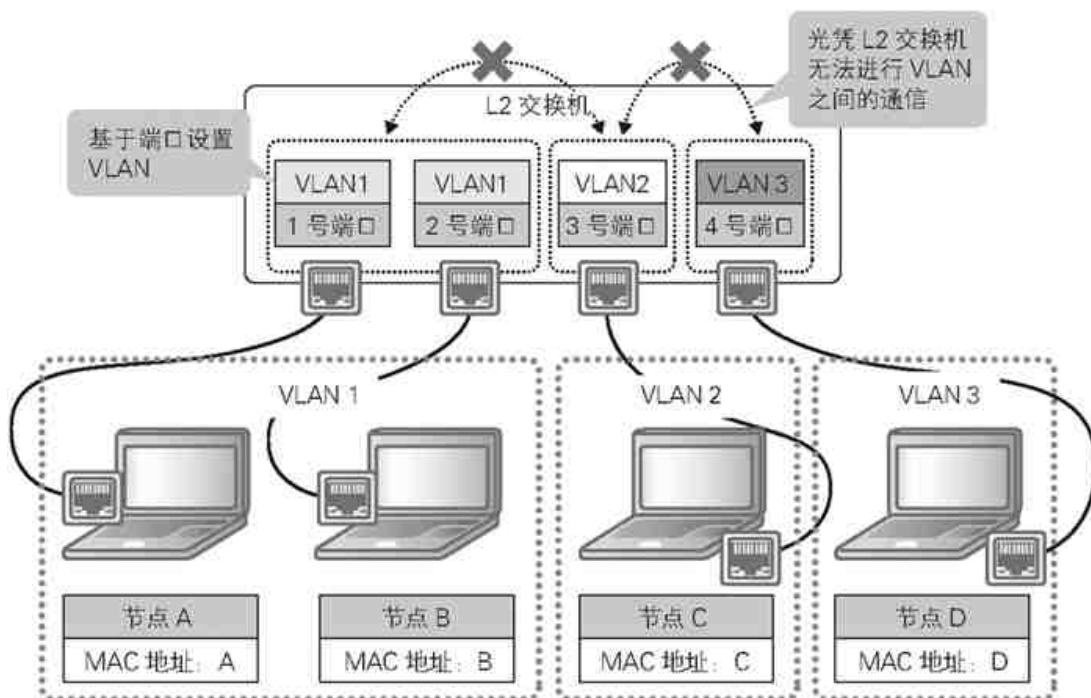 光凭 L2 交换机
无法进行 VLAN
之间的通信
L2 交换机
基于端口设置
VLAN
VLAN1
VLAN1
VLAN2
VLAN 3
1 号端口
2 号端口
3 号端口
4 号端口
VLAN 1
VLAN 2
VLAN 3
节点 A
节点 B
节点 C
节点 D
MAC 地址：A
MAC 地址：B
MAC 地址：C
MAC 地址：D